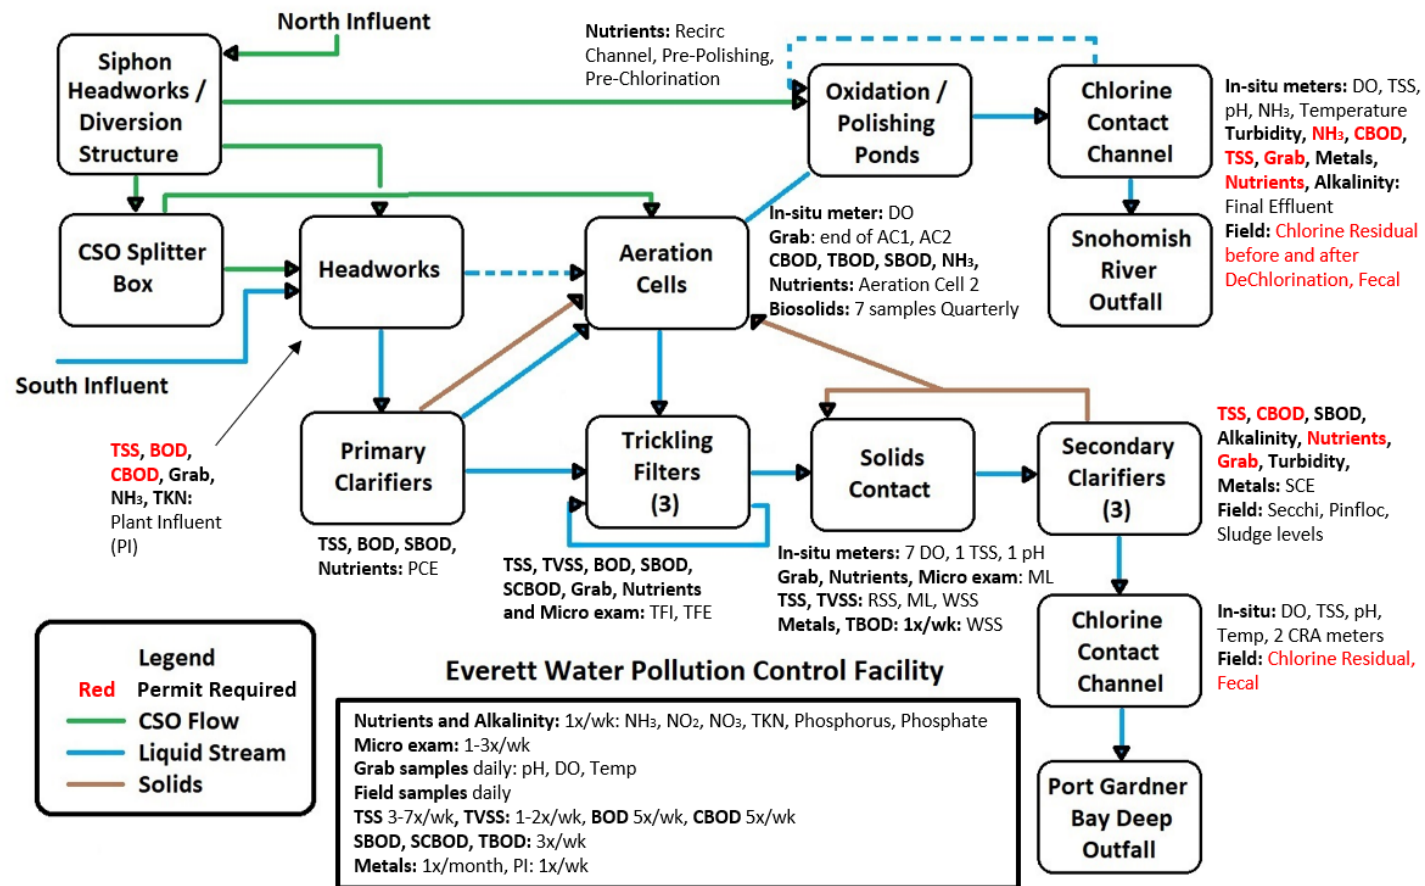 North Influent
Siphon
Headworks /
Diversion
Structure
Nutrients: Recirc
Channel, Pre-Polishing,
Pre-Chlorination
Oxidation /
Polishing
Ponds
Chlorine
Contact
Channel
In-situ meters: DO, TSS,
pH, NH₃, Temperature
Turbidity, NH₃, CBOD,
TSS, Grab, Metals,
Nutrients, Alkalinity:
Final Effluent
Field: Chlorine Residual
before and after
DeChlorination, Fecal
CSO Splitter
Box
Headworks
Aeration
Cells
In-situ meter: DO
Grab: end of AC1, AC2
CBOD, TBOD, SBOD, NH₃,
Nutrients: Aeration Cell 2
Biosolids: 7 samples Quarterly
Snohomish
River
Outfall
South Influent
TSS, BOD,
CBOD, Grab,
NH₃, TKN:
Plant Influent
(PI)
Primary
Clarifiers
TSS, BOD, SBOD,
Nutrients: PCE
Trickling
Filters
(3)
TSS, TVSS, BOD, SBOD,
SCBOD, Grab, Nutrients
and Micro exam: TFI, TFE
Solids
Contact
In-situ meters: 7 DO, 1 TSS, 1 pH
Grab, Nutrients, Micro exam: ML
TSS, TVSS: RSS, ML, WSS
Metals, TBOD: 1x/wk: WSS
Secondary
Clarifiers
(3)
TSS, CBOD, SBOD,
Alkalinity, Nutrients,
Grab, Turbidity,
Metals: SCE
Field: Secchi, Pinfloc,
Sludge levels
Chlorine
Contact
Channel
In-situ: DO, TSS, pH,
Temp, 2 CRA meters
Field: Chlorine Residual,
Fecal
Port Gardner
Bay Deep
Outfall
Legend
Red Permit Required
CSO Flow
Liquid Stream
Solids
Everett Water Pollution Control Facility
Nutrients and Alkalinity: 1x/wk: NH₃, NO₂, NO₃, TKN, Phosphorus, Phosphate
Micro exam: 1-3x/wk
Grab samples daily: pH, DO, Temp
Field samples daily
TSS 3-7x/wk, TVSS: 1-2x/wk, BOD 5x/wk, CBOD 5x/wk
SBOD, SCBOD, TBOD: 3x/wk
Metals: 1x/month, PI: 1x/wk